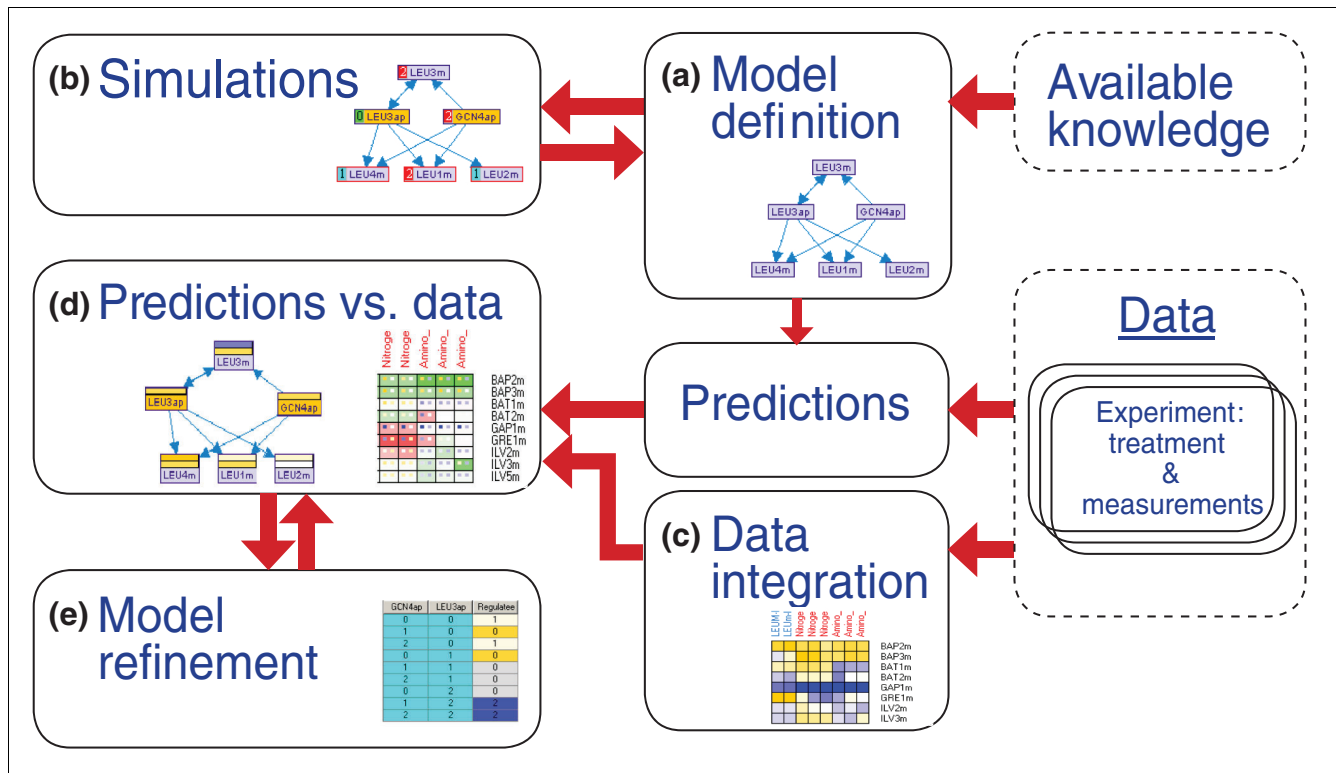 (b) Simulations
2 LEU3m
0 LEU3ap
2 GCN4ap
1 LEU4m
2 LEU1m
1 LEU2m
(a) Model
definition
LEU3m
LEU3ap
GCN4ap
LEU4m
LEU1m
LEU2m
Available
knowledge
(d) Predictions vs. data
LEU3m
LEU3ap
GCN4ap
LEU4m
LEU1m
LEU2m
Nitroge
Nitroge
Amino_
Amino_
Amino_
BAP2m
BAP3m
BAT1m
BAT2m
GAP1m
GRE1m
ILV2m
ILV3m
ILV5m
Predictions
Data
Experiment:
treatment
&
measurements
(c) Data
integration
LEUM-l
LEUm-l
Nitroge
Nitroge
Nitroge
Amino_
Amino_
Amino_
BAP2m
BAP3m
BAT1m
BAT2m
GAP1m
GRE1m
ILV2m
ILV3m
(e) Model
refinement
GCN4ap LEU3ap Regulatee
0 0 1
1 0 0
2 0 1
0 1 0
1 1 0
2 1 0
0 2 0
1 2 2
2 2 2